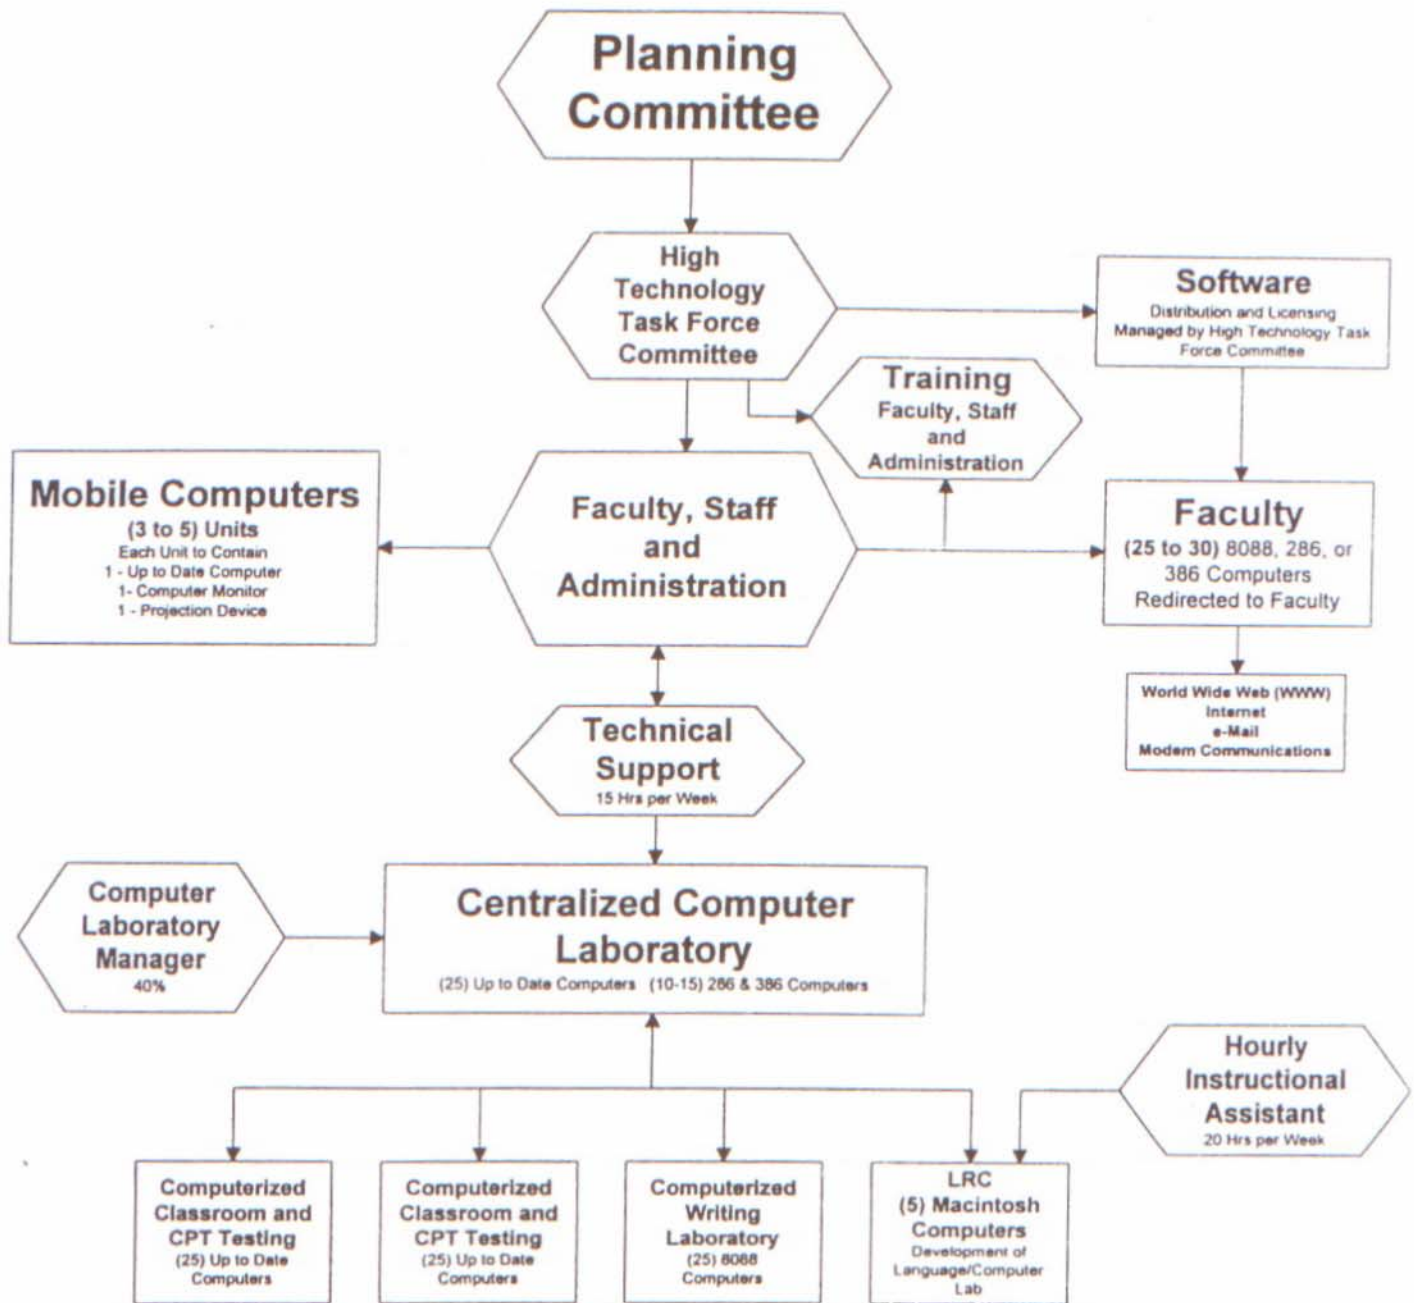 Planning
Committee
High
Technology
Task Force
Committee
Software
Distribution and Licensing
Managed by High Technology Task
Force Committee
Training
Faculty, Staff
and
Administration
Mobile Computers
(3 to 5) Units
Each Unit to Contain
1 - Up to Date Computer
1- Computer Monitor
1 - Projection Device
Faculty, Staff
and
Administration
Faculty
(25 to 30) 8088, 286, or
386 Computers
Redirected to Faculty
World Wide Web (WWW)
Internet
e-Mail
Modem Communications
Technical
Support
15 Hrs per Week
Computer
Laboratory
Manager
40%
Centralized Computer
Laboratory
(25) Up to Date Computers (10-15) 286 & 386 Computers
Hourly
Instructional
Assistant
20 Hrs per Week
Computerized
Classroom and
CPT Testing
(25) Up to Date
Computers
Computerized
Classroom and
CPT Testing
(25) Up to Date
Computers
Computerized
Writing
Laboratory
(25) 8088
Computers
LRC
(5) Macintosh
Computers
Development of
Language/Computer
Lab